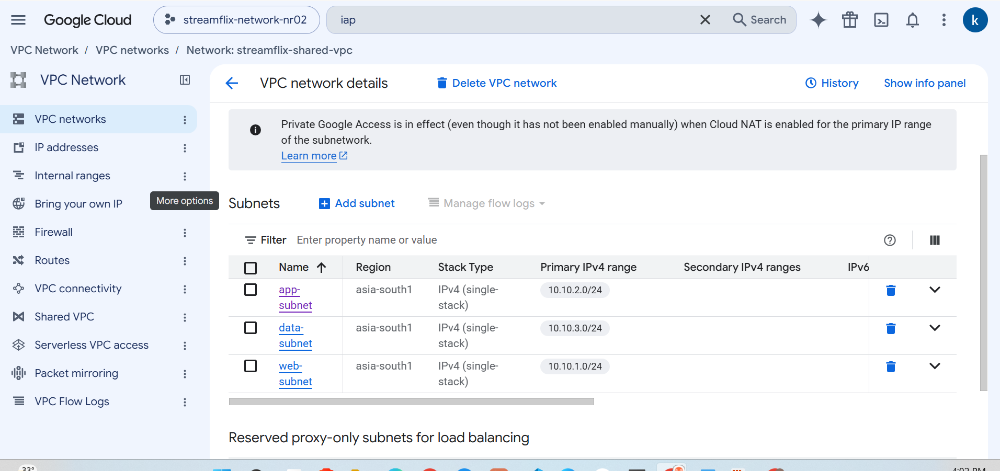 Google Cloud
streamflix-network-nr02
iap
Search
k
VPC Network / VPC networks / Network: streamflix-shared-vpc
VPC Network
VPC networks
IP addresses
Internal ranges
Bring your own IP
More options
Firewall
Routes
VPC connectivity
Shared VPC
Serverless VPC access
Packet mirroring
VPC Flow Logs
VPC network details
Delete VPC network
History
Show info panel
Private Google Access is in effect (even though it has not been enabled manually) when Cloud NAT is enabled for the primary IP range
of the subnetwork.
Learn more
Subnets
Add subnet
Manage flow logs
Filter Enter property name or value
Name Region Stack Type Primary IPv4 range Secondary IPv4 ranges IPv6
app- asia-south1 IPv4 (single- 10.10.2.0/24
subnet stack)
data- asia-south1 IPv4 (single- 10.10.3.0/24
subnet stack)
web- asia-south1 IPv4 (single- 10.10.1.0/24
subnet stack)
Reserved proxy-only subnets for load balancing
33°
4:02 PM